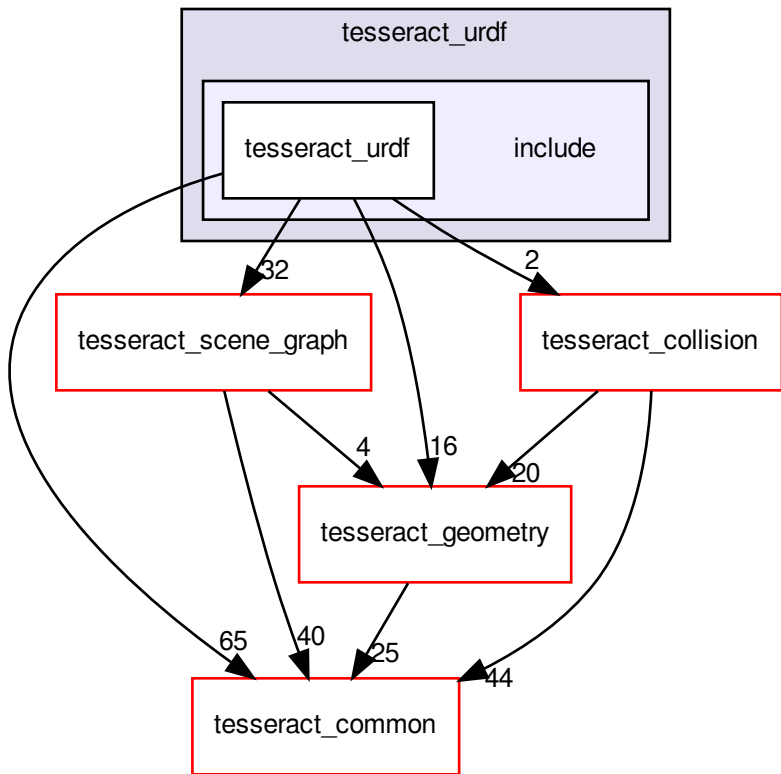 tesseract_urdf
tesseract_urdf
include
2
32
tesseract_scene_graph
tesseract_collision
4
16
20
tesseract_geometry
65
40
25
44
tesseract_common